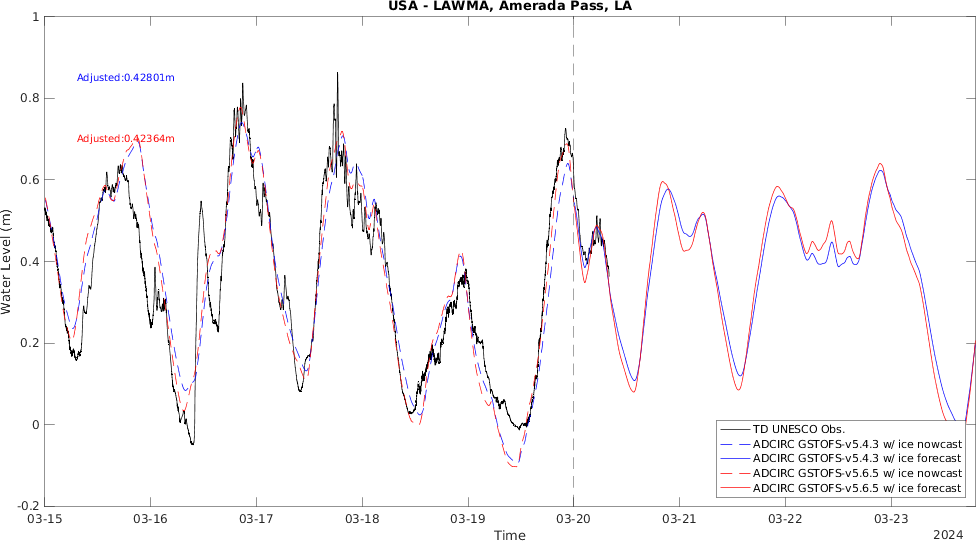 USA - LAWMA, Amerada Pass, LA
1
0.8
0.6
0.4
0.2
0
-0.2
Water Level (m)
Adjusted:0.42801m
Adjusted:0.42364m
TD UNESCO Obs.
ADCIRC GSTOFS-v5.4.3 w/ ice nowcast
ADCIRC GSTOFS-v5.4.3 w/ ice forecast
ADCIRC GSTOFS-v5.6.5 w/ ice nowcast
ADCIRC GSTOFS-v5.6.5 w/ ice forecast
03-15 03-16 03-17 03-18 03-19 03-20 03-21 03-22 03-23
Time
2024